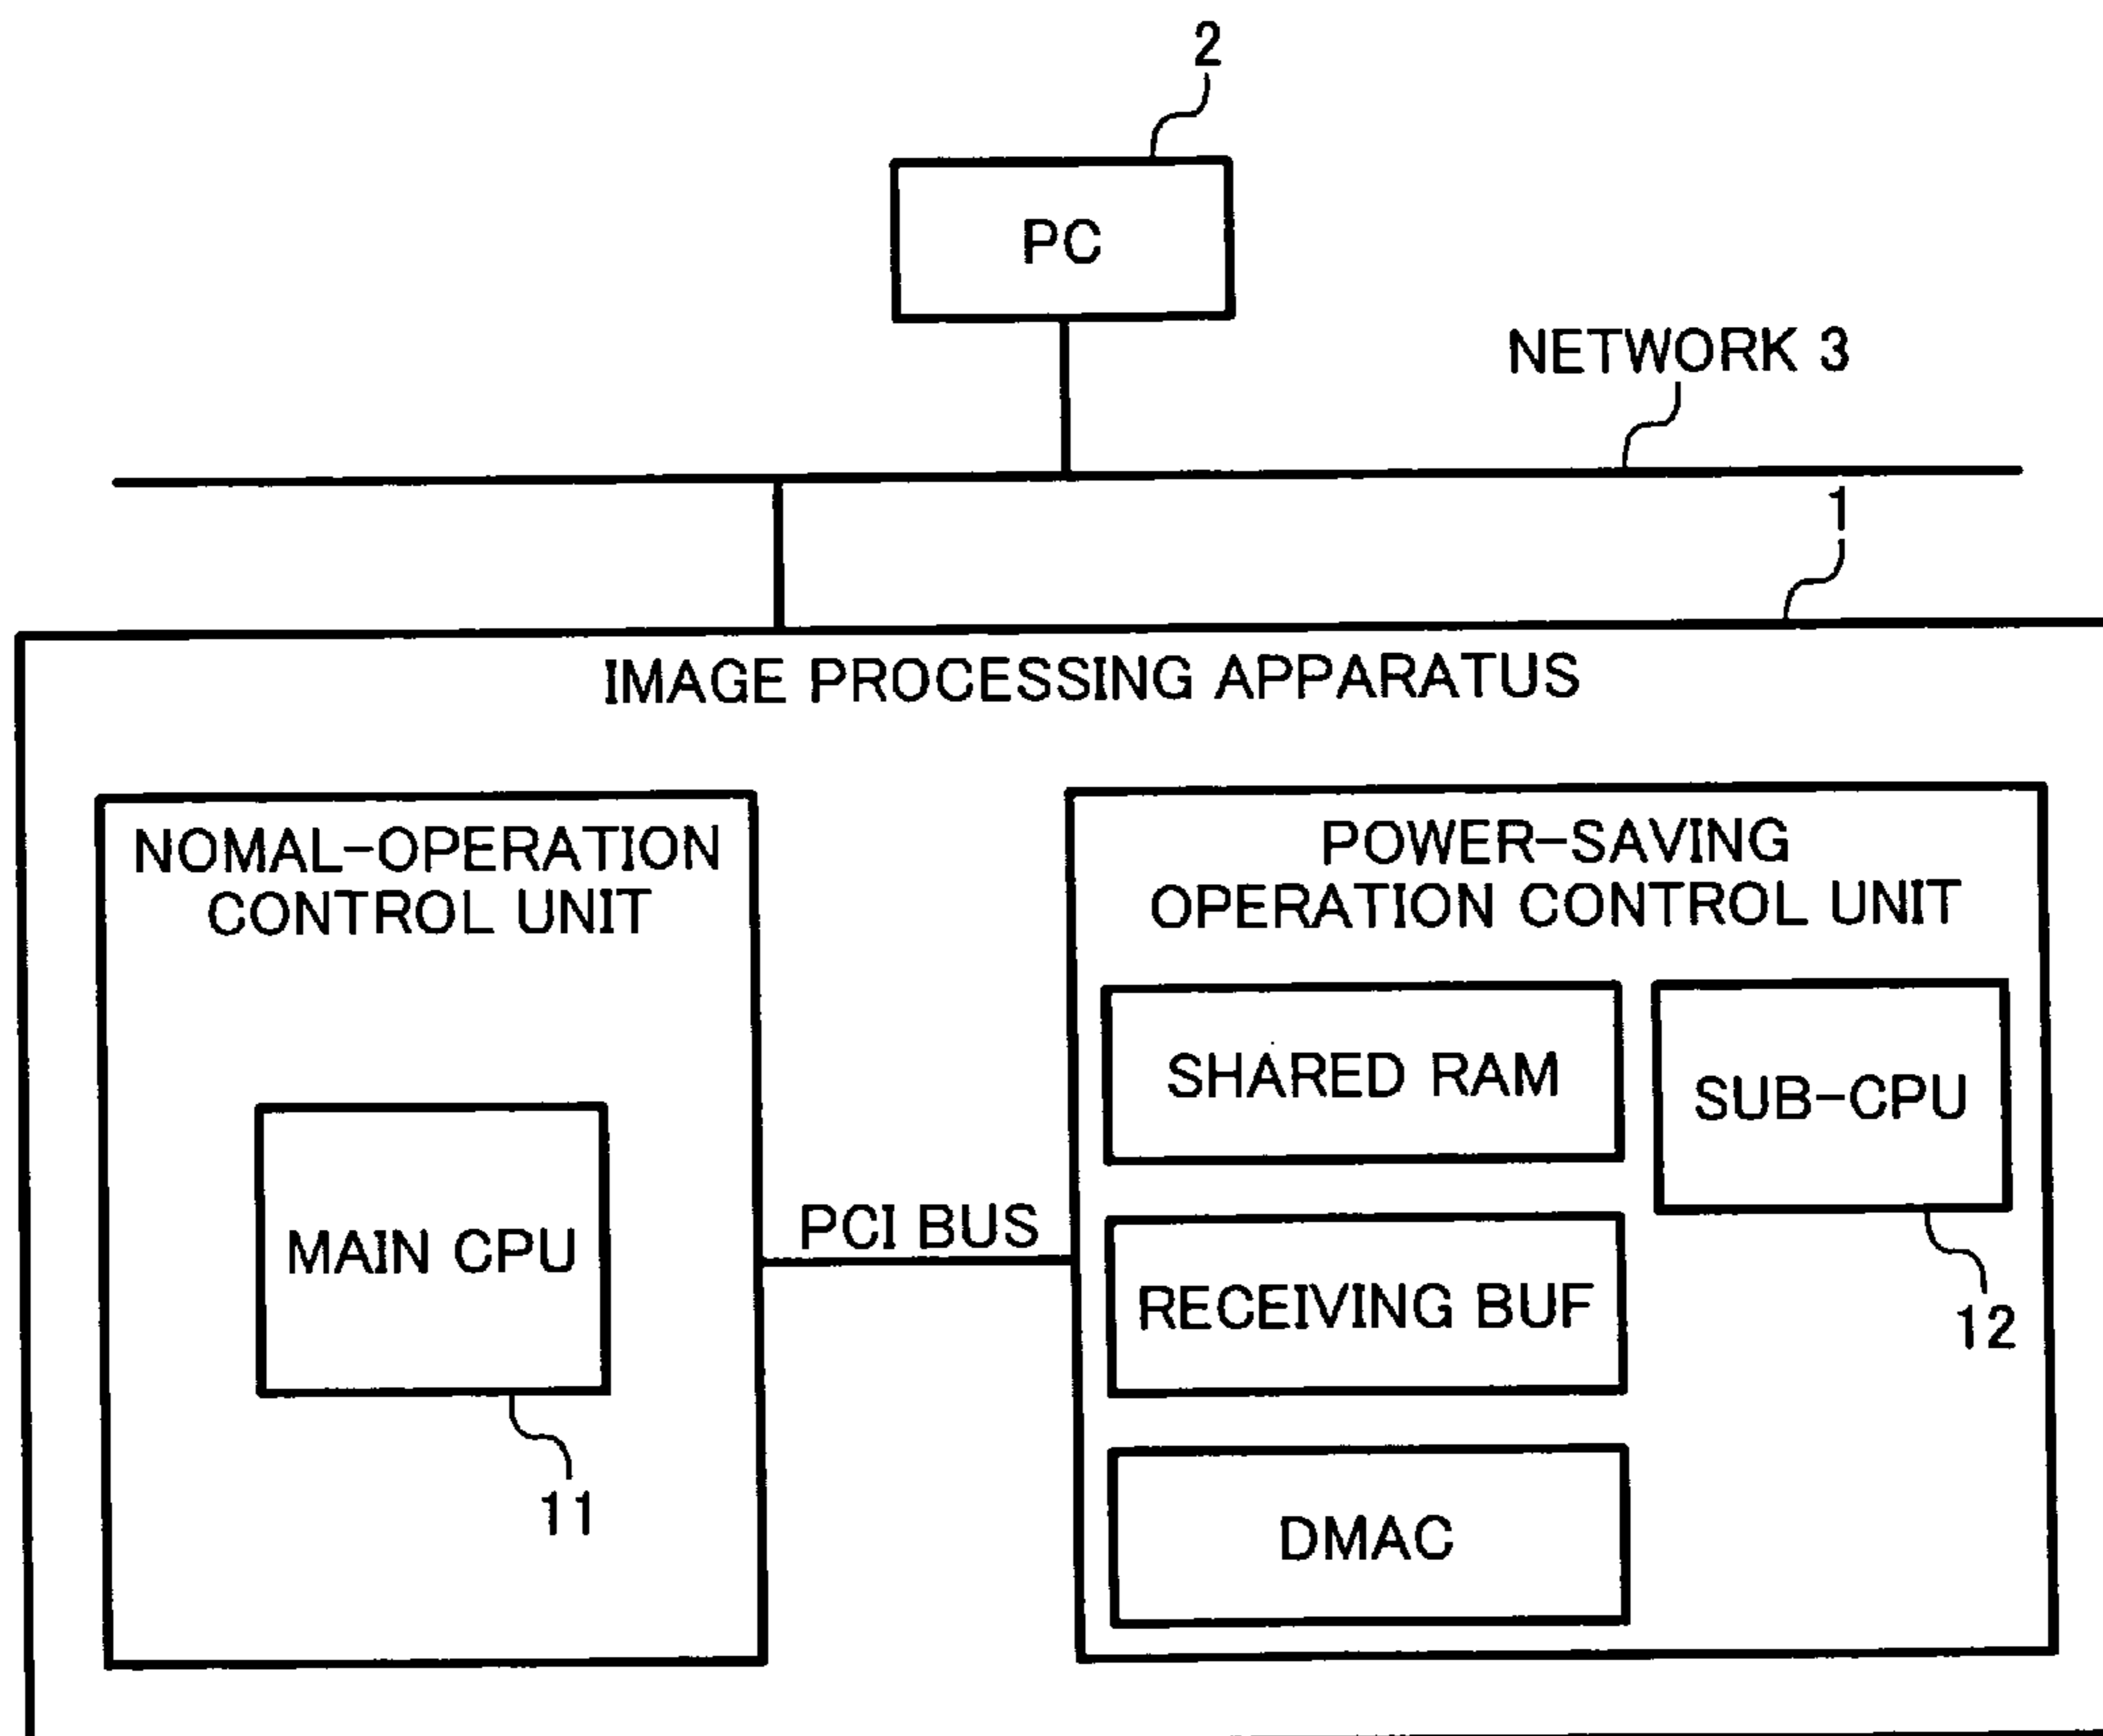 2
PC
NETWORK 3
1
IMAGE PROCESSING APPARATUS
NOMAL-OPERATION
CONTROL UNIT
MAIN CPU
11
PCI BUS
POWER-SAVING
OPERATION CONTROL UNIT
SHARED RAM
SUB-CPU
12
RECEIVING BUF
DMAC